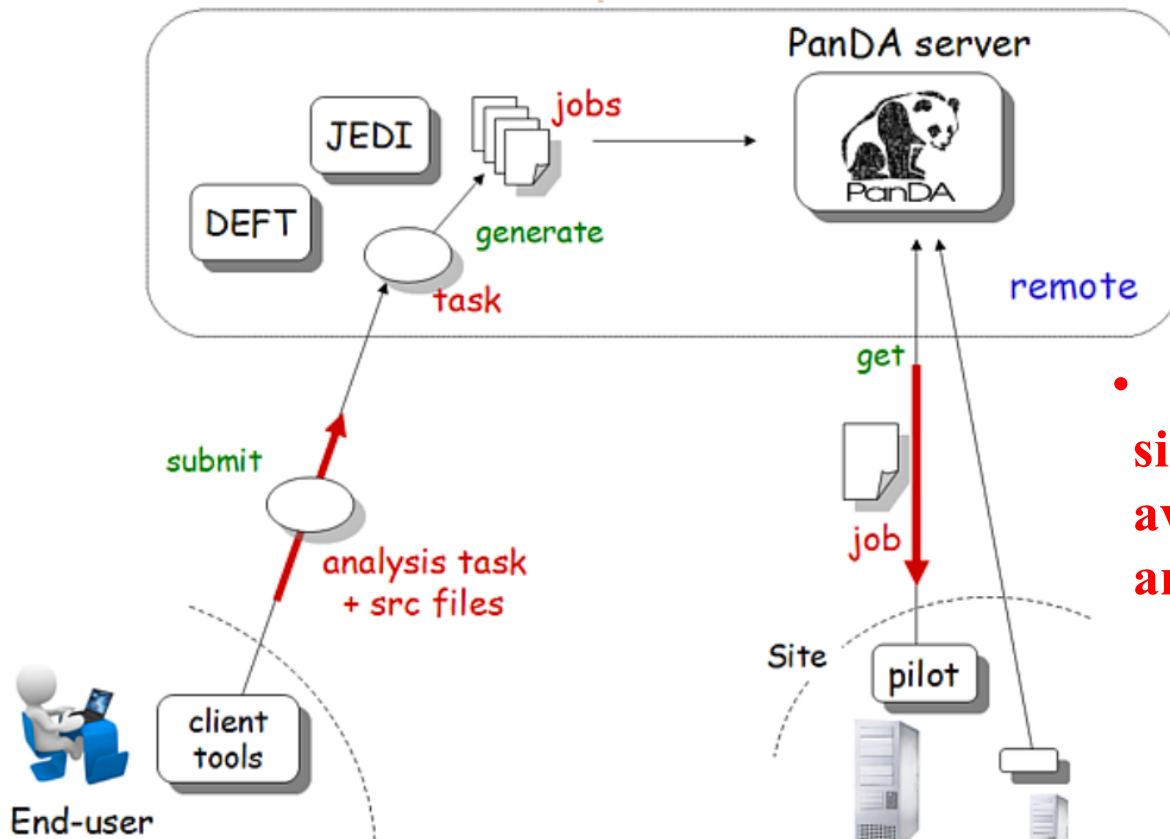 PanDA server
jobs
JEDI
PanDA
DEFT
generate
task
remote
get
•
submit
job
analysis task
+ src files
Site
pilot
client
tools
End-user